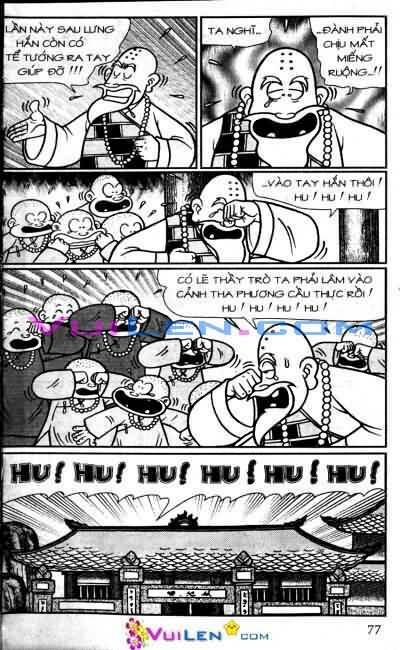 LẦN NÀY SAU LƯNG
HẮN CÒN CÓ
TỂ TƯỚNG RA TAY
GIÚP ĐỠ !!!
TA NGHĨ...
...ĐÀNH PHẢI
CHỊU MẤT
MIẾNG
RUỘNG...!!
...VÀO TAY HẮN THÔI !
HU ! HU ! HU !
CÓ LẼ THẦY TRÒ TA PHẢI LÂM VÀO
CẢNH THA PHƯƠNG CẦU THỰC RỒI !
HU ! HU ! HU ! HU !
VUILEN.COM
HU! HU! HU! HU! HU! HU!
77
VUILEN.COM